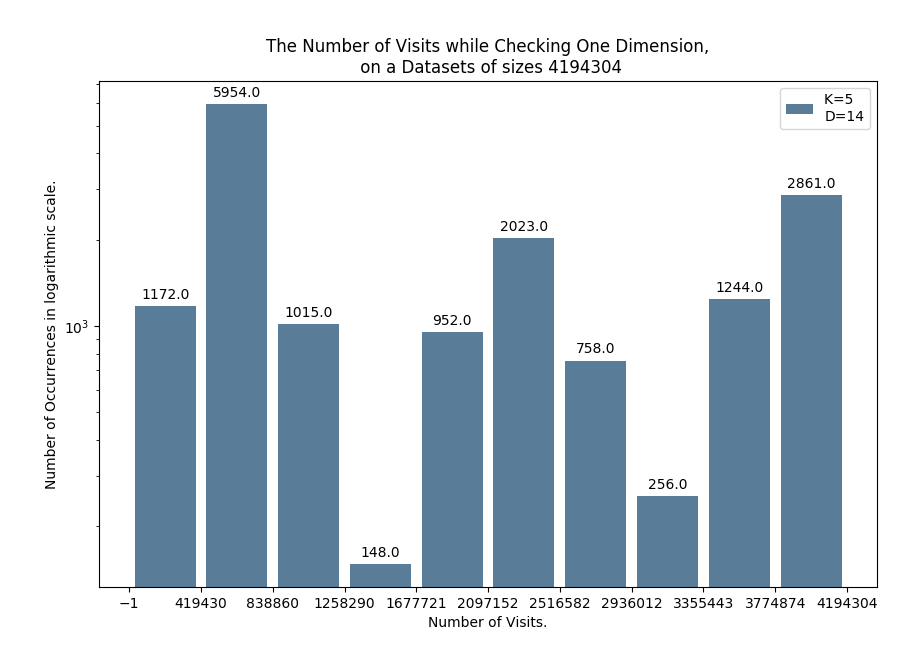 The Number of Visits while Checking One Dimension,
on a Datasets of sizes 4194304
K=5
D=14
5954.0
2861.0
2023.0
1172.0
1244.0
1015.0
952.0
758.0
256.0
148.0
10³
Number of Occurrences in logarithmic scale.
−1 419430 838860 1258290 1677721 2097152 2516582 2936012 3355443 3774874 4194304
Number of Visits.